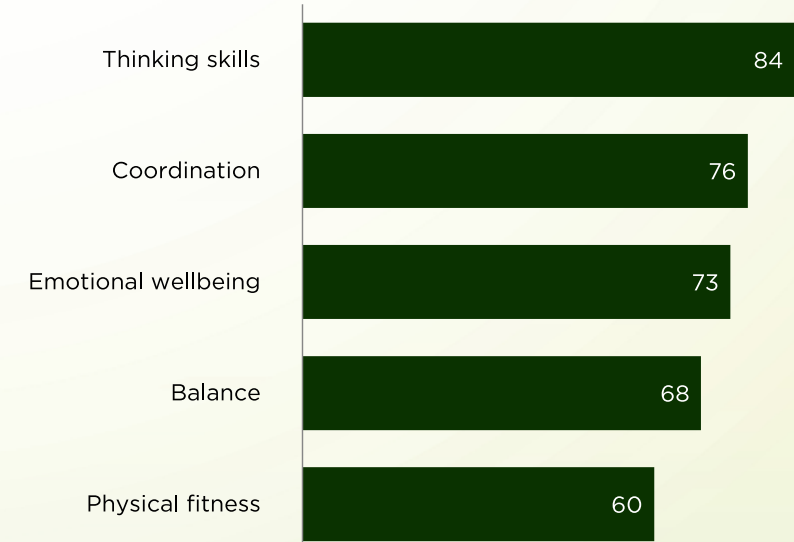 Thinking skills 84
Coordination 76
Emotional wellbeing 73
Balance 68
Physical fitness 60